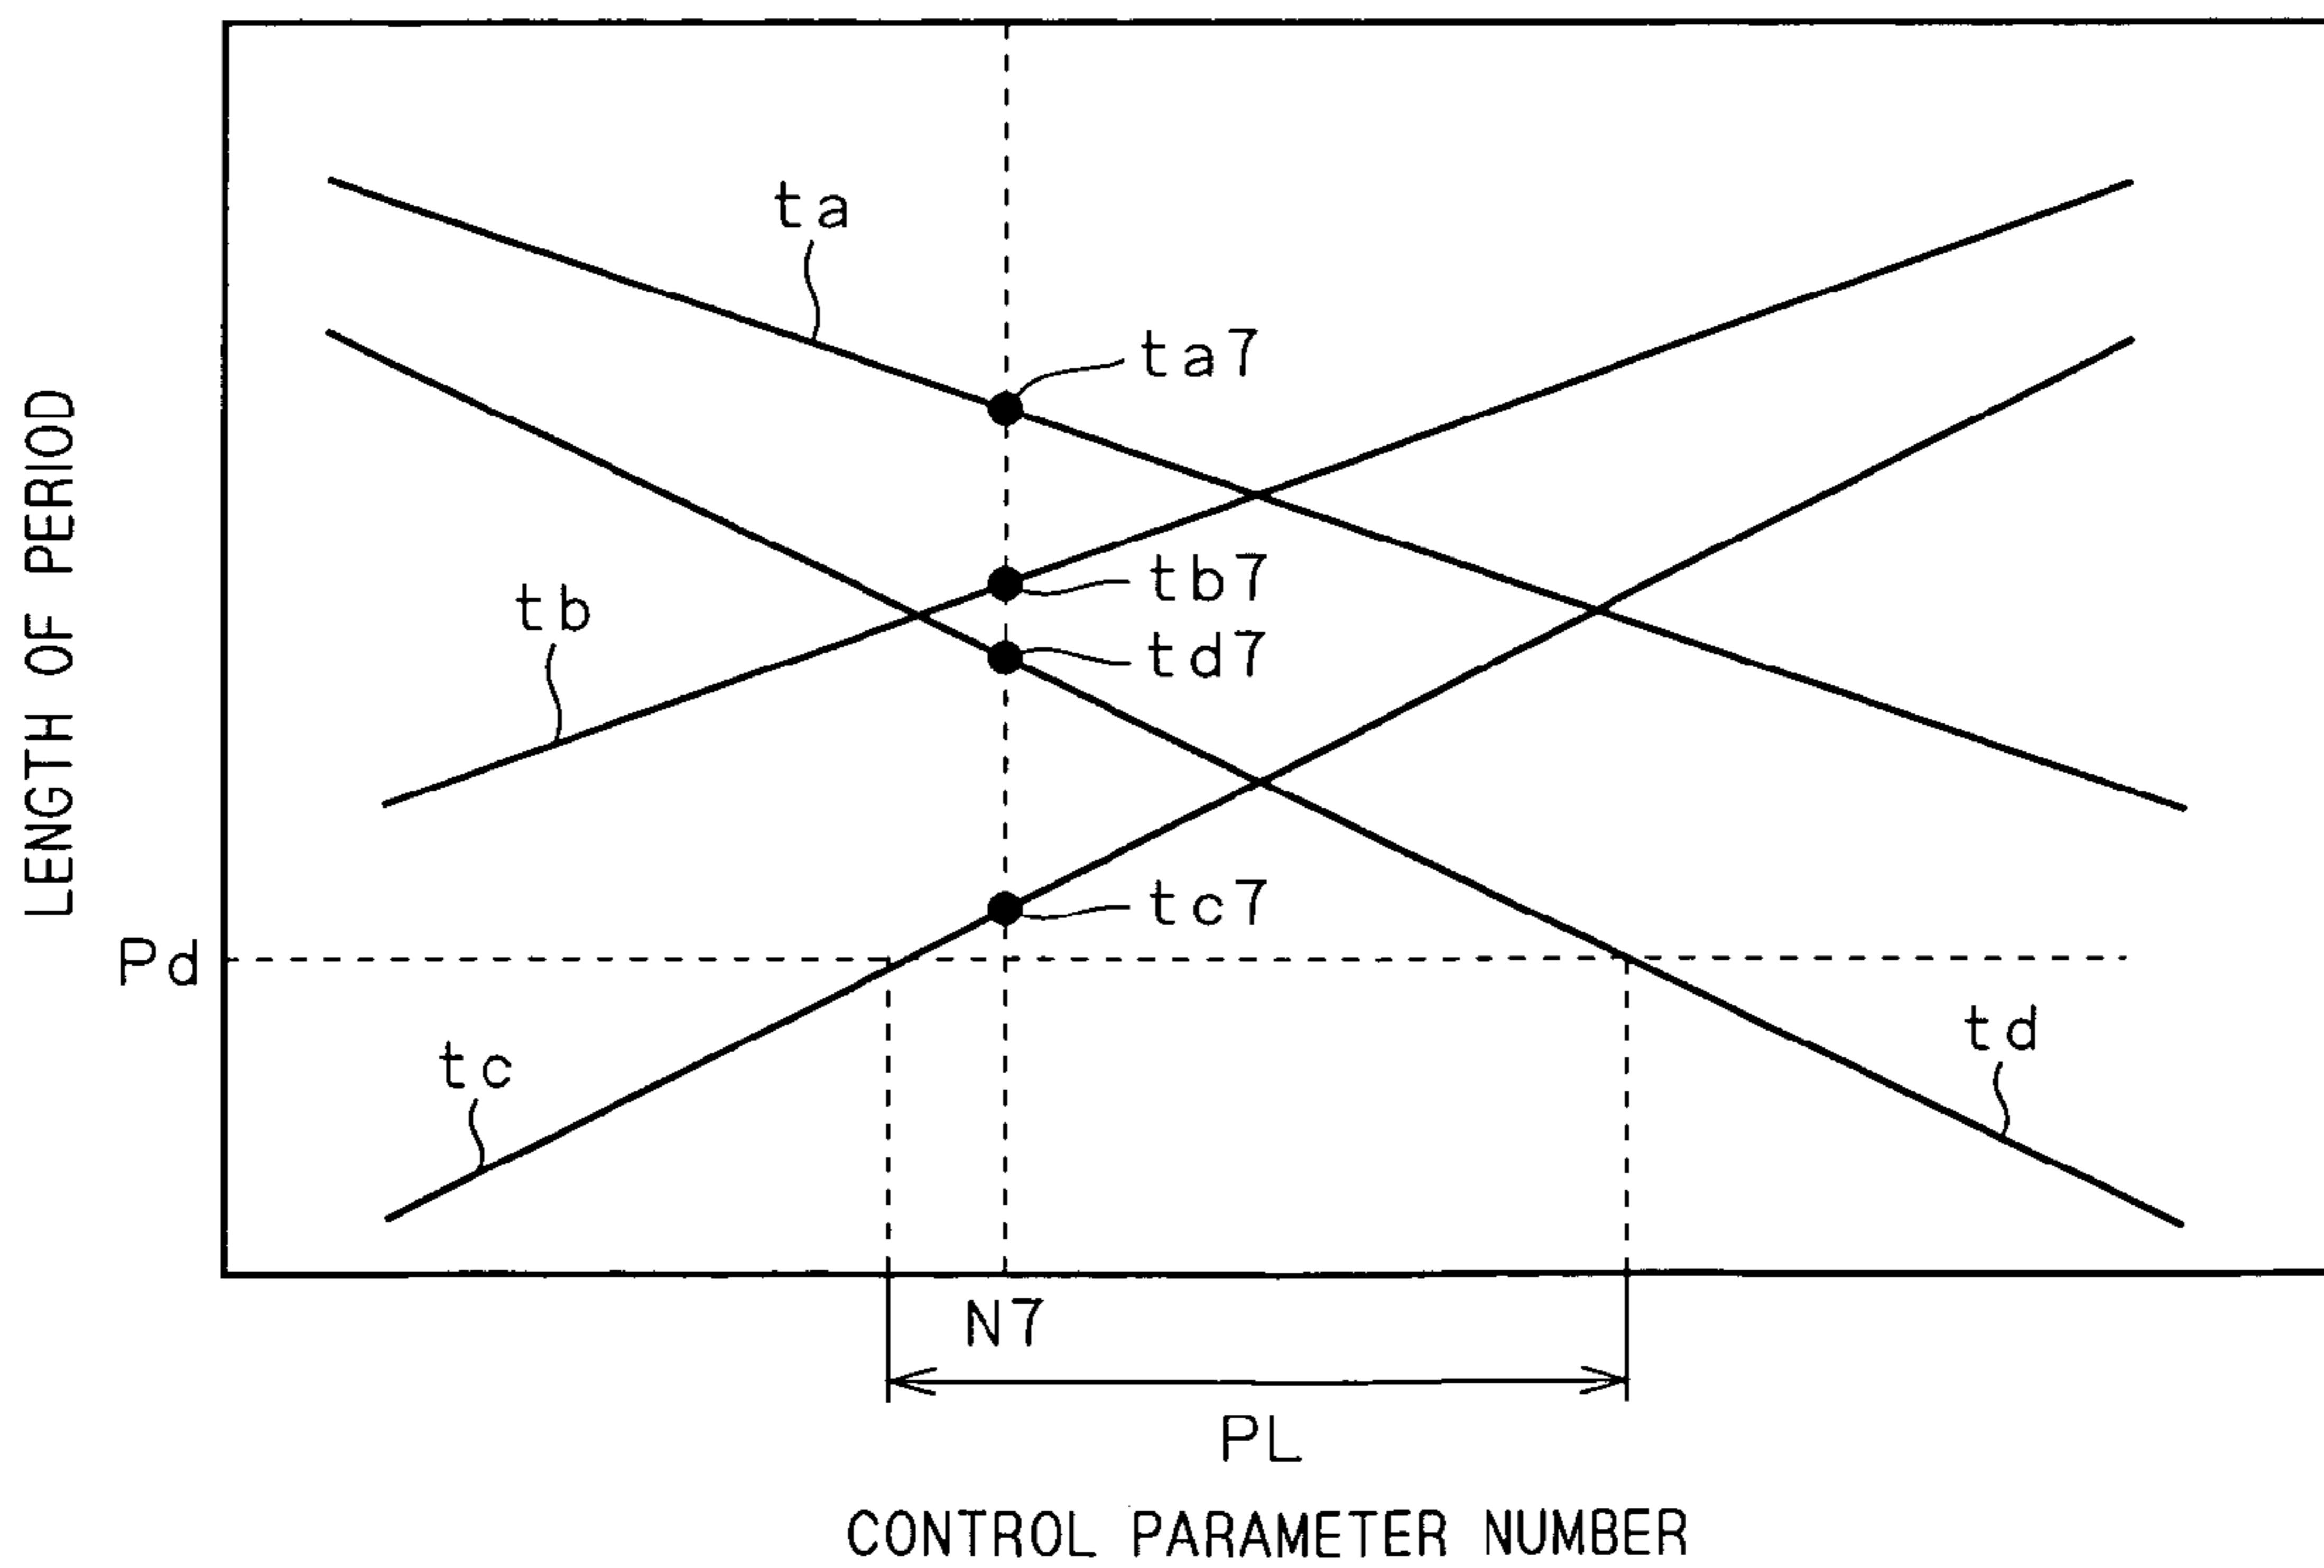 ta
ta7
tb7
tb
td7
tc7
LENGTH OF PERIOD
Pd
td
tc
N7
PL
CONTROL PARAMETER NUMBER